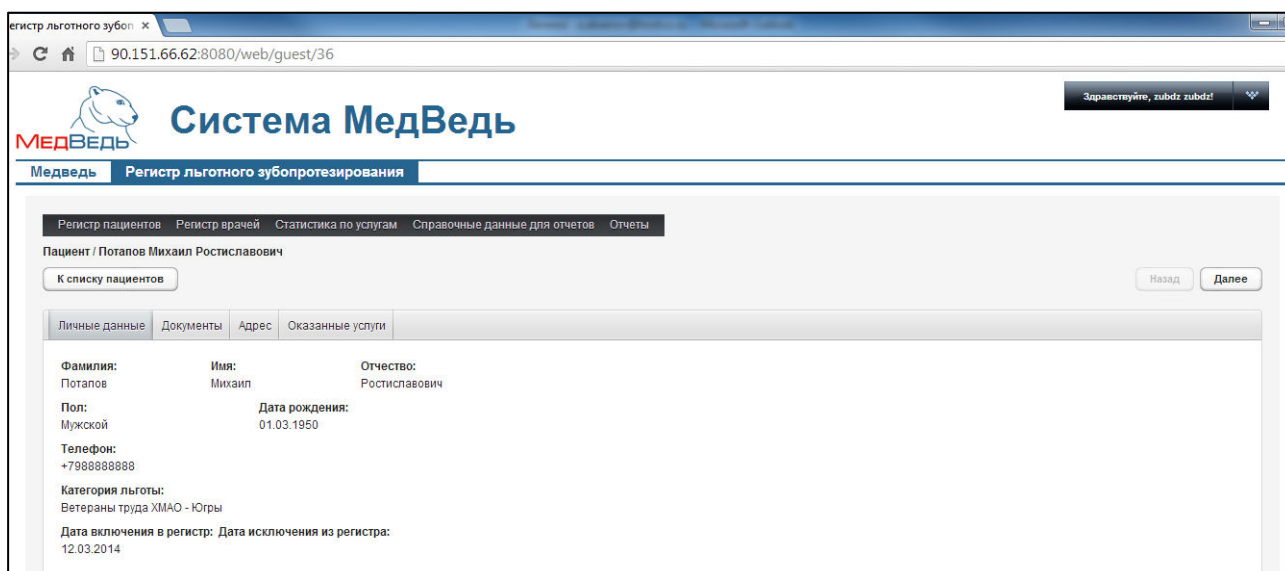 егистр льготного зубоп ×
90.151.66.62:8080/web/guest/36
Здравствуйте, zubdz zubdz!
МЕДВЕДЬ
Система МедВедь
Медведь Регистр льготного зубопротезирования
Регистр пациентов Регистр врачей Статистика по услугам Справочные данные для отчетов Отчеты
Пациент / Потапов Михаил Ростиславович
К списку пациентов Назад Далее
Личные данные Документы Адрес Оказанные услуги
Фамилия: Имя: Отчество:
Потапов Михаил Ростиславович
Пол: Дата рождения:
Мужской 01.03.1950
Телефон:
+7988888888
Категория льготы:
Ветераны труда ХМАО - Югры
Дата включения в регистр: Дата исключения из регистра:
12.03.2014